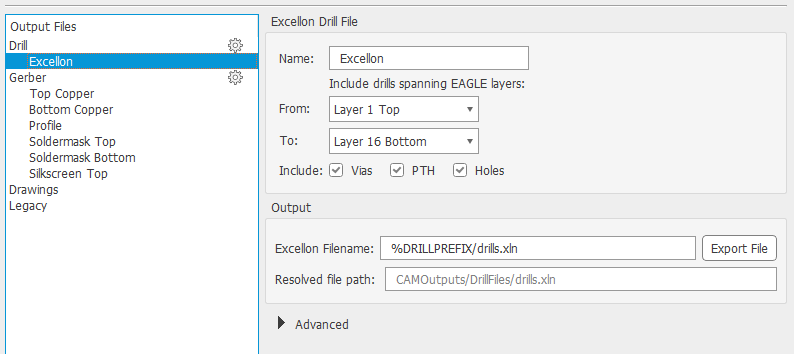 Output Files
Drill
Excellon
Gerber
Top Copper
Bottom Copper
Profile
Soldermask Top
Soldermask Bottom
Silkscreen Top
Drawings
Legacy
Excellon Drill File
Name: Excellon
Include drills spanning EAGLE layers:
From: Layer 1 Top
To: Layer 16 Bottom
Include: Vias PTH Holes
Output
Excellon Filename: %DRILLPREFIX/drills.xln Export File
Resolved file path: CAMOutputs/DrillFiles/drills.xln
Advanced